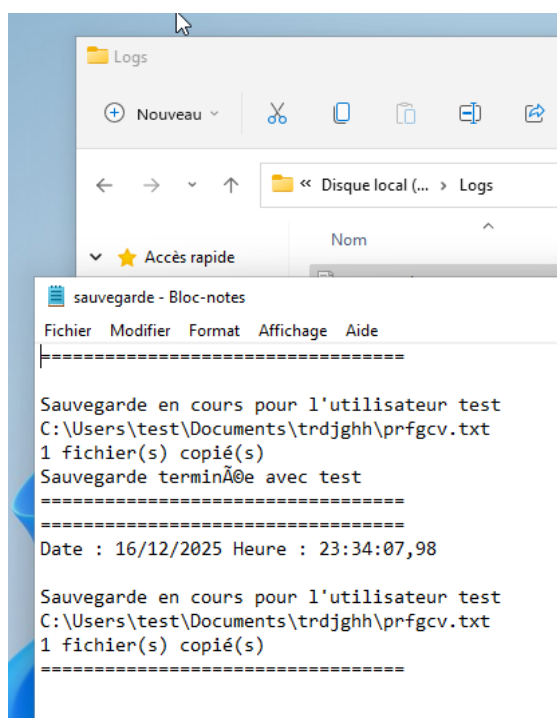 Logs
Nouveau
« Disque local (... > Logs
Nom
Accès rapide
sauvegarde - Bloc-notes
Fichier Modifier Format Affichage Aide
==================================
Sauvegarde en cours pour l'utilisateur test
C:\Users\test\Documents\trdjghh\prfgcv.txt
1 fichier(s) copié(s)
Sauvegarde terminÃ©e avec test
==================================
==================================
Date : 16/12/2025 Heure : 23:34:07,98
Sauvegarde en cours pour l'utilisateur test
C:\Users\test\Documents\trdjghh\prfgcv.txt
1 fichier(s) copié(s)
==================================